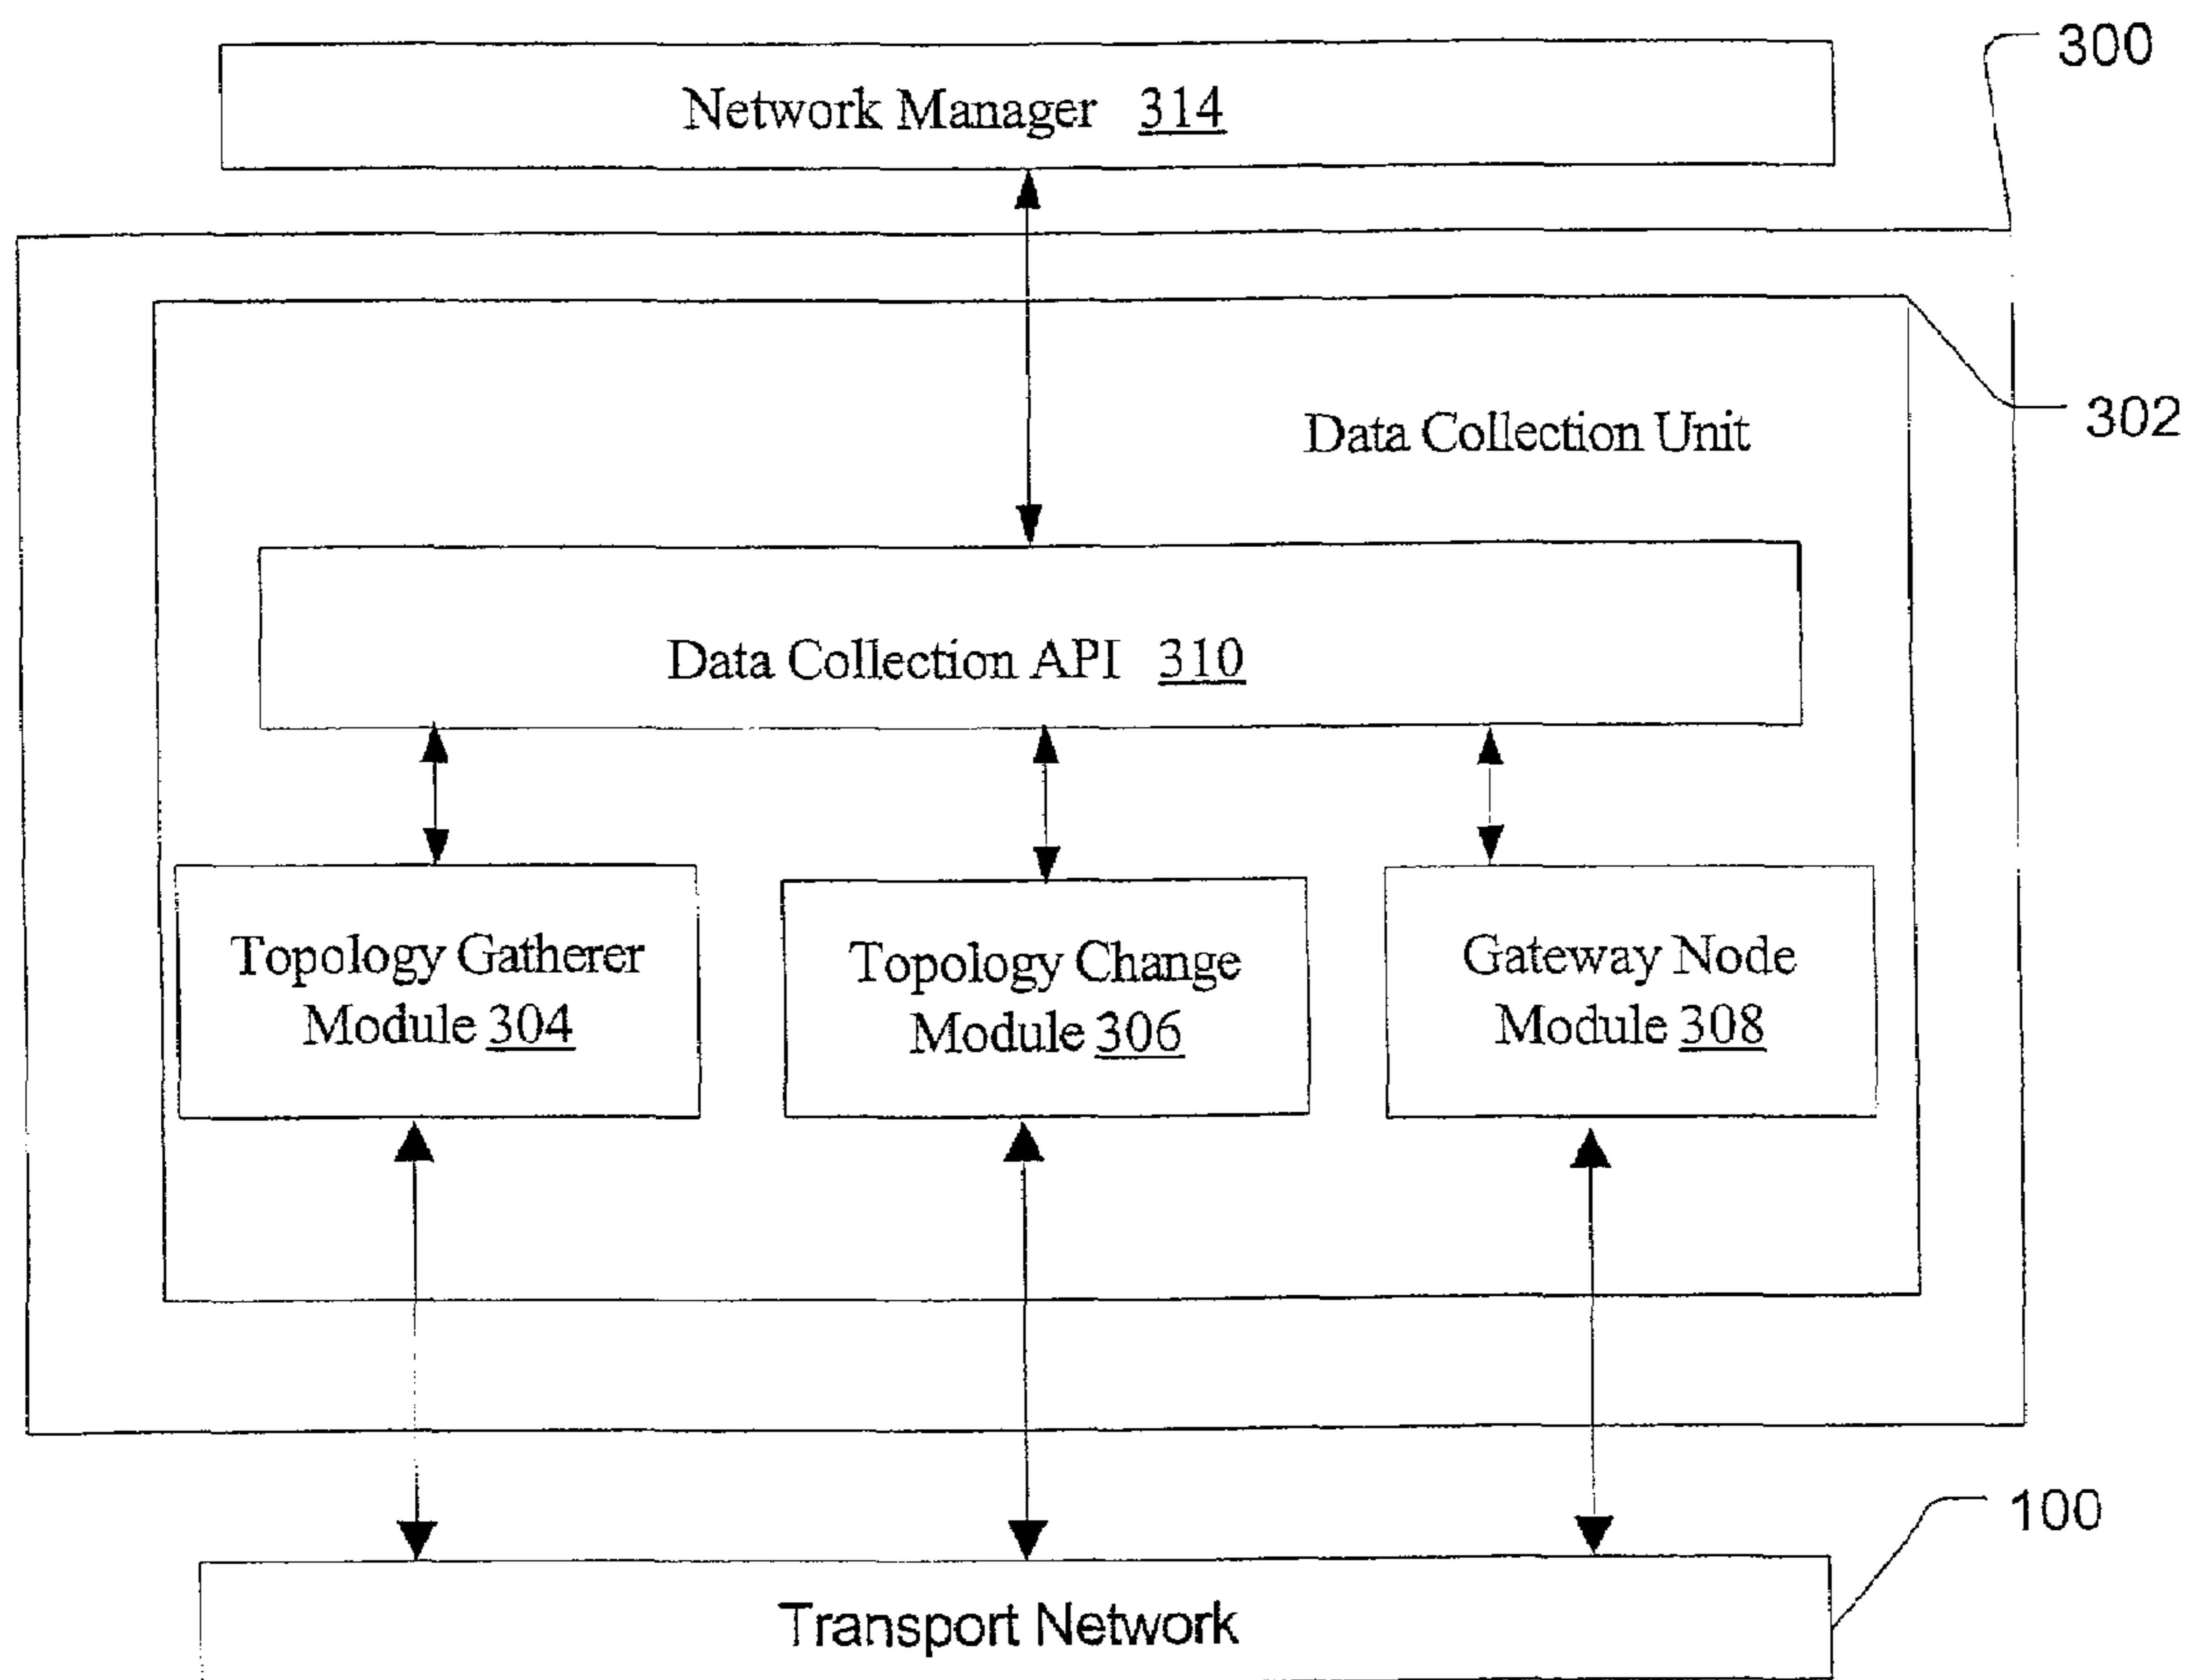 300
Network Manager 314
302
Data Collection Unit
Data Collection API 310
Topology Gatherer
Module 304
Topology Change
Module 306
Gateway Node
Module 308
100
Transport Network